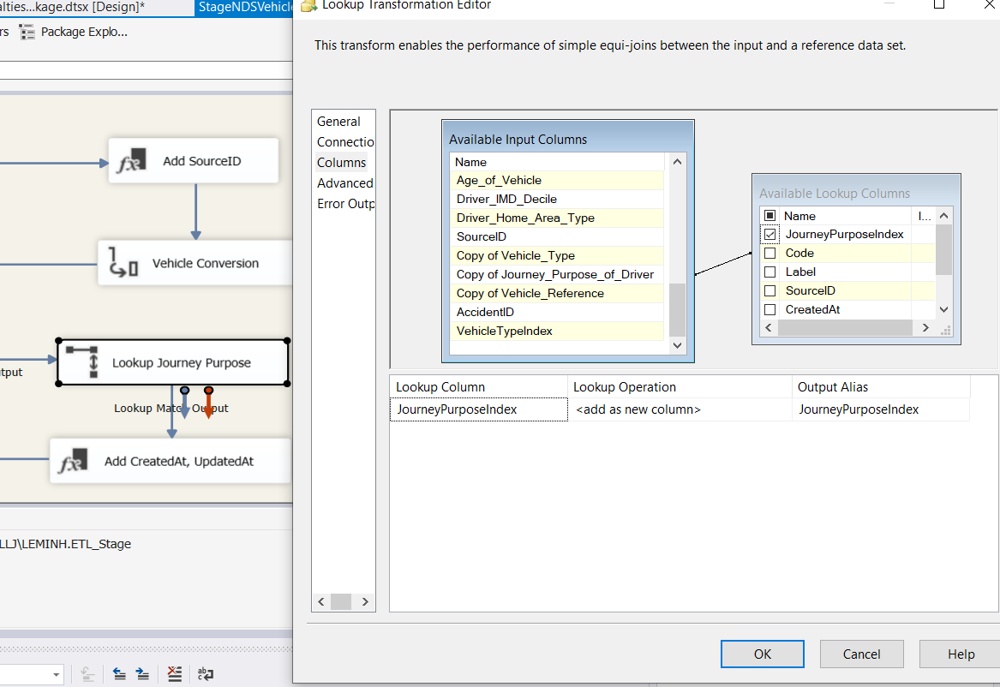 alties...kage.dtsx [Design]*
StageNDSVehicle
Lookup Transformation Editor
rs
Package Explo...
This transform enables the performance of simple equi-joins between the input and a reference data set.
General
Connectio
Columns
Advanced
Error Outp
Available Input Columns
Name
Age_of_Vehicle
Driver_IMD_Decile
Driver_Home_Area_Type
SourceID
Copy of Vehicle_Type
Copy of Journey_Purpose_of_Driver
Copy of Vehicle_Reference
AccidentID
VehicleTypeIndex
Available Lookup Columns
Name I...
JourneyPurposeIndex
Code
Label
SourceID
CreatedAt
Lookup Column Lookup Operation Output Alias
JourneyPurposeIndex <add as new column> JourneyPurposeIndex
Add SourceID
Vehicle Conversion
Lookup Journey Purpose
tput
Lookup Match Output
Add CreatedAt, UpdatedAt
LLJ\LEMINH.ETL_Stage
OK
Cancel
Help